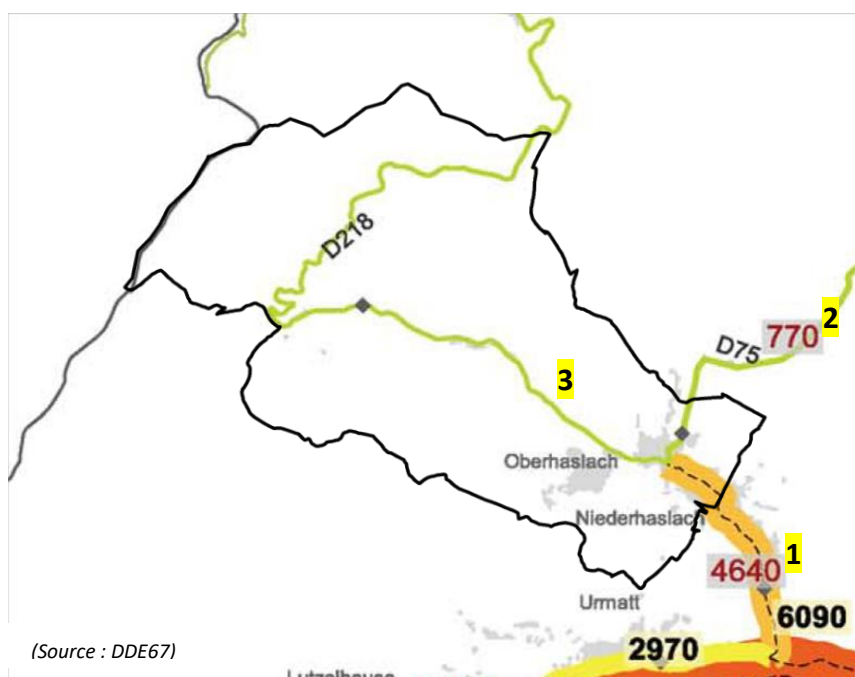 D218
2
770
D75
3
Oberhaslach
Niederhaslach
1
4640
Urmatt
6090
2970
(Source : DDE67)